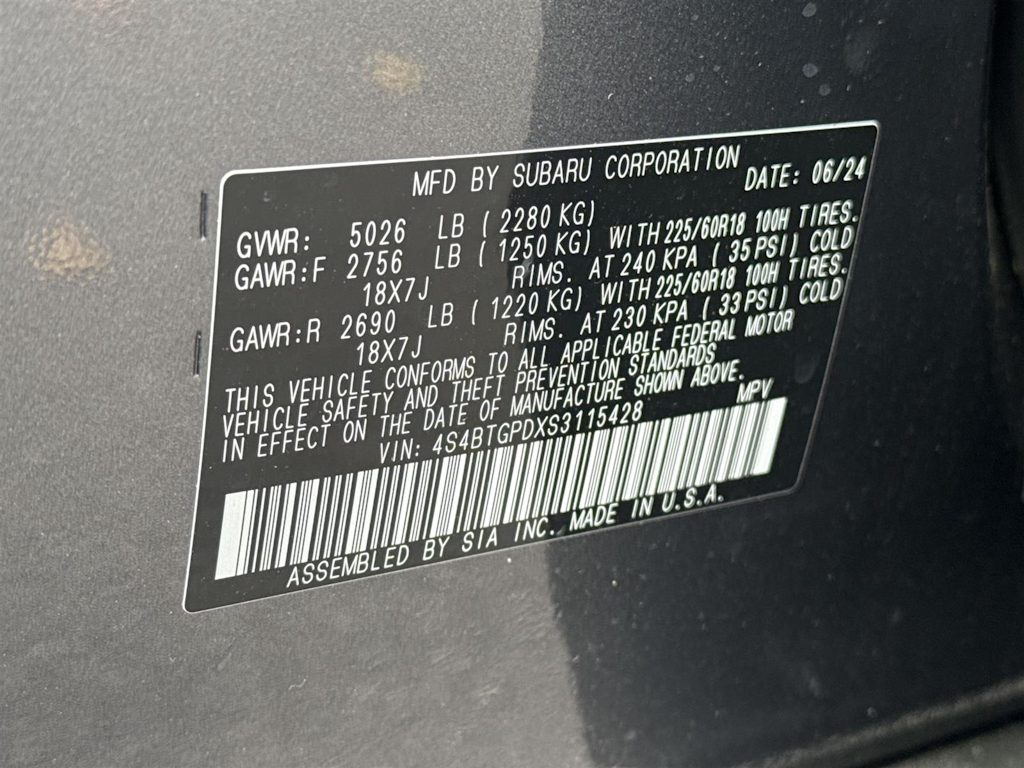 MFD BY SUBARU CORPORATION DATE: 06/24
GVWR: 5026 LB ( 2280 KG)
GAWR:F 2756 LB ( 1250 KG) WITH 225/60R18 100H TIRES.
18X7J RIMS. AT 240 KPA ( 35 PSI) COLD
GAWR:R 2690 LB ( 1220 KG) WITH 225/60R18 100H TIRES.
18X7J RIMS. AT 230 KPA ( 33 PSI) COLD
THIS VEHICLE CONFORMS TO ALL APPLICABLE FEDERAL MOTOR
VEHICLE SAFETY AND THEFT PREVENTION STANDARDS
IN EFFECT ON THE DATE OF MANUFACTURE SHOWN ABOVE.
VIN: 4S4BTGPDXS3115428 MPV
ASSEMBLED BY SIA INC. MADE IN U.S.A.